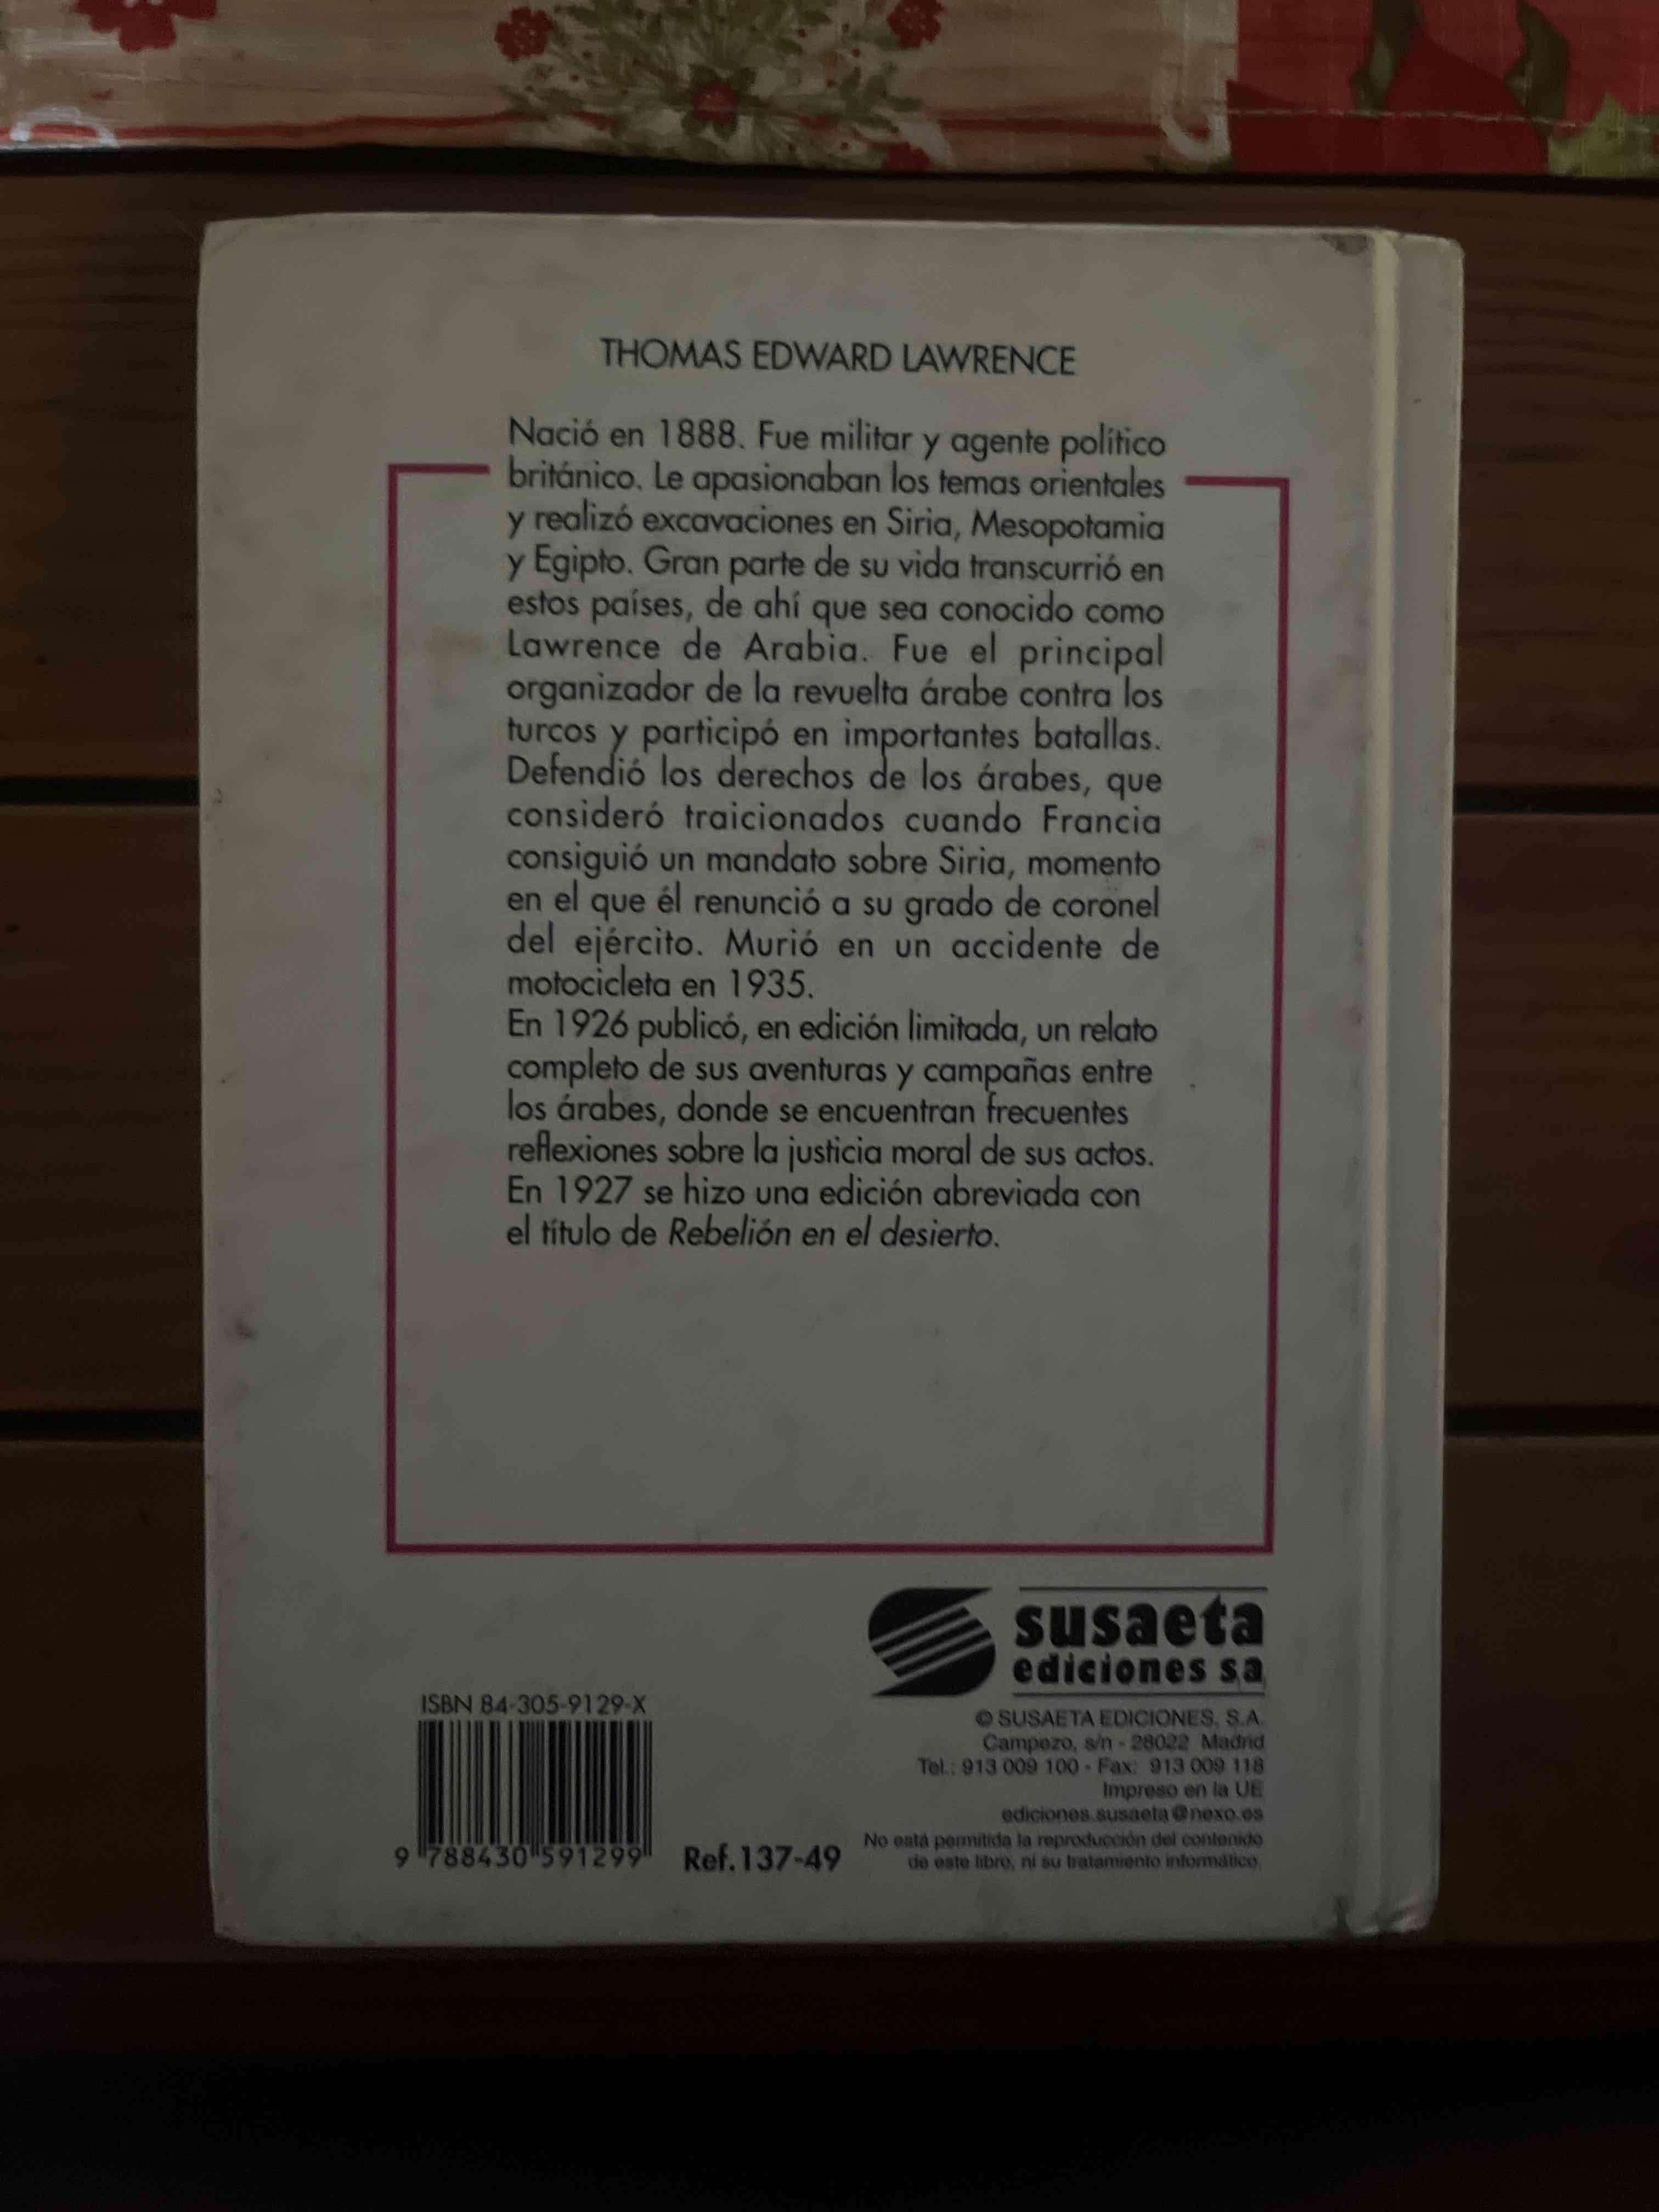 THOMAS EDWARD LAWRENCE
Nació en 1888. Fue militar y agente político
británico. Le apasionaban los temas orientales
y realizó excavaciones en Siria, Mesopotamia
y Egipto. Gran parte de su vida transcurrió en
estos países, de ahí que sea conocido como
Lawrence de Arabia. Fue el principal
organizador de la revuelta árabe contra los
turcos y participó en importantes batallas.
Defendió los derechos de los árabes, que
consideró traicionados cuando Francia
consiguió un mandato sobre Siria, momento
en el que él renunció a su grado de coronel
del ejército. Murió en un accidente de
motocicleta en 1935.
En 1926 publicó, en edición limitada, un relato
completo de sus aventuras y campañas entre
los árabes, donde se encuentran frecuentes
reflexiones sobre la justicia moral de sus actos.
En 1927 se hizo una edición abreviada con
el título de Rebelión en el desierto.
susaeta
ediciones sa
ISBN 84-305-9129-X
9 788430 591299
Ref.137-49
© SUSAETA EDICIONES, S.A.
Campezo, s/n - 28022 Madrid
Tel.: 913 009 100 - Fax: 913 009 118
Impreso en la UE
ediciones.susaeta@nexo.es
No está permitida la reproducción del contenido
de este libro, ni su tratamiento informático.